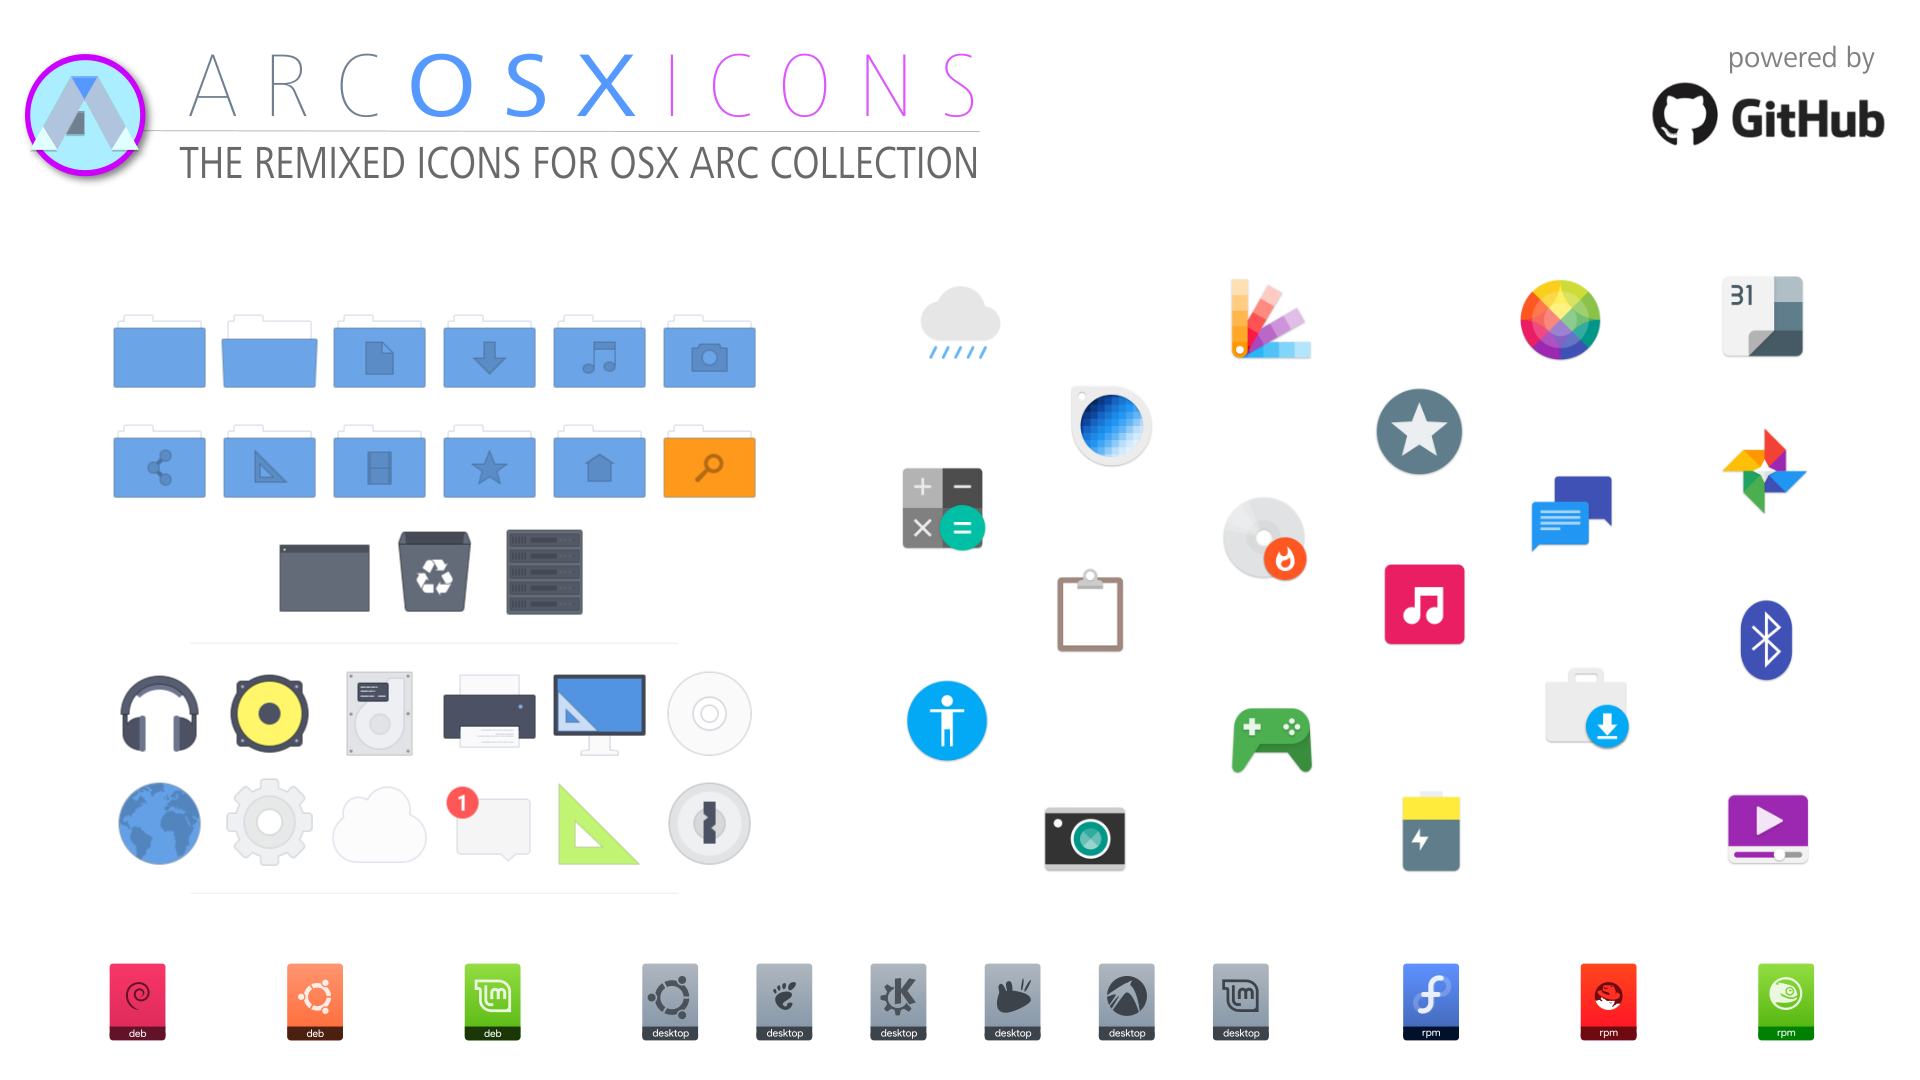 ARCOSXICONS
THE REMIXED ICONS FOR OSX ARC COLLECTION
powered by
GitHub
31
1
deb
deb
deb
desktop
desktop
desktop
desktop
desktop
desktop
rpm
rpm
rpm